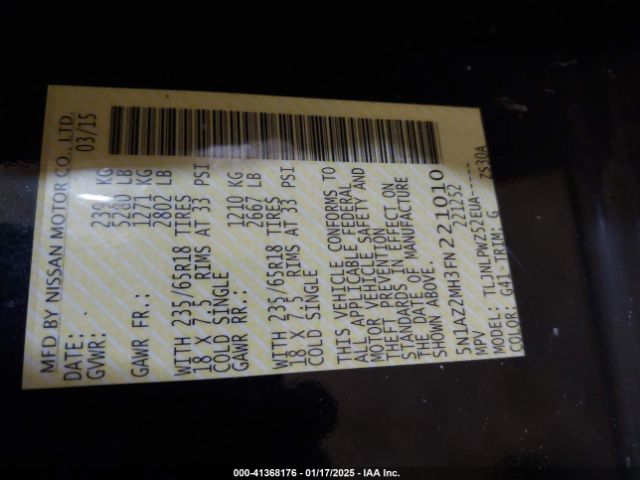 MFD BY NISSAN MOTOR CO., LTD.
DATE: 03/15
GVWR: 239 KG
5280 LB
GAWR FR.: 1271 KG
2802 LB
WITH 235/65R18 TIRES
18 X 7.5 RIMS AT 33 PSI
COLD SINGLE
GAWR RR.: 1210 KG
2667 LB
WITH 235/65R18 TIRES
18 X 7.5 RIMS AT 33 PSI
COLD SINGLE
THIS VEHICLE CONFORMS TO
ALL APPLICABLE FEDERAL
MOTOR VEHICLE SAFETY AND
THEFT PREVENTION
STANDARDS IN EFFECT ON
THE DATE OF MANUFACTURE
SHOWN ABOVE.
5N1AZ2MH3FN221010
MPV 221252
MODEL: TLJNLPWZ52EUA-----
COLOR: G41 TRIM: G ZS30A
000-41368176 - 01/17/2025 - IAA Inc.